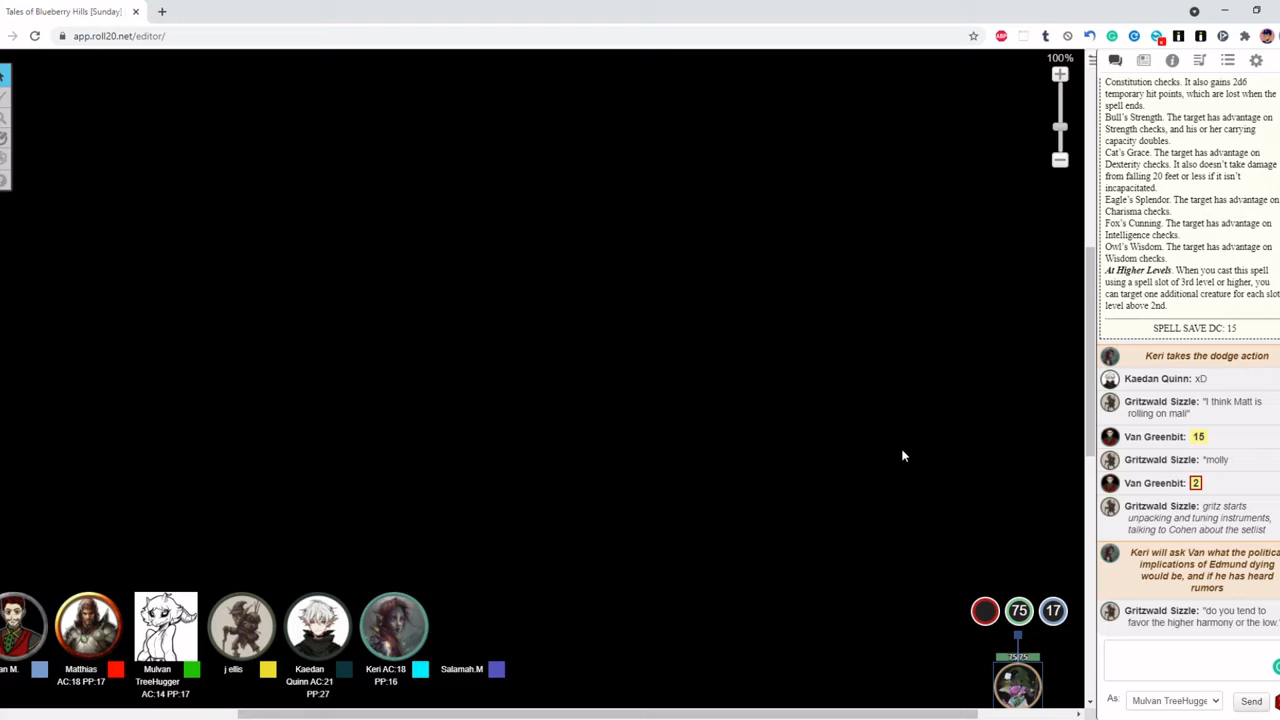 Tales of Blueberry Hills [Sunday]
app.roll20.net/editor/
100%
Constitution checks. It also gains 2d6
temporary hit points, which are lost when the
spell ends.
Bull's Strength. The target has advantage on
Strength checks, and his or her carrying
capacity doubles.
Cat's Grace. The target has advantage on
Dexterity checks. It also doesn't take damage
from falling 20 feet or less if it isn't
incapacitated.
Eagle's Splendor. The target has advantage on
Charisma checks.
Fox's Cunning. The target has advantage on
Intelligence checks.
Owl's Wisdom. The target has advantage on
Wisdom checks.
At Higher Levels. When you cast this spell
using a spell slot of 3rd level or higher, you
can target one additional creature for each slot
level above 2nd.
SPELL SAVE DC: 15
Keri takes the dodge action
Kaedan Quinn: xD
Gritzwald Sizzle: "I think Matt is
rolling on mali"
Van Greenbit: 15
Gritzwald Sizzle: *molly
Van Greenbit: 2
Gritzwald Sizzle: gritz starts
unpacking and tuning instruments,
talking to Cohen about the setlist
Keri will ask Van what the politica
implications of Edmund dying
would be, and if he has heard
rumors
Gritzwald Sizzle: "do you tend to
favor the higher harmony or the low."
As: Mulvan TreeHugge Send
75 17
75/75
an M.
Matthias
AC:18 PP:17
Mulvan
TreeHugger
AC:14 PP:17
j ellis
Kaedan
Quinn AC:21
PP:27
Keri AC:18
PP:16
Salamah.M